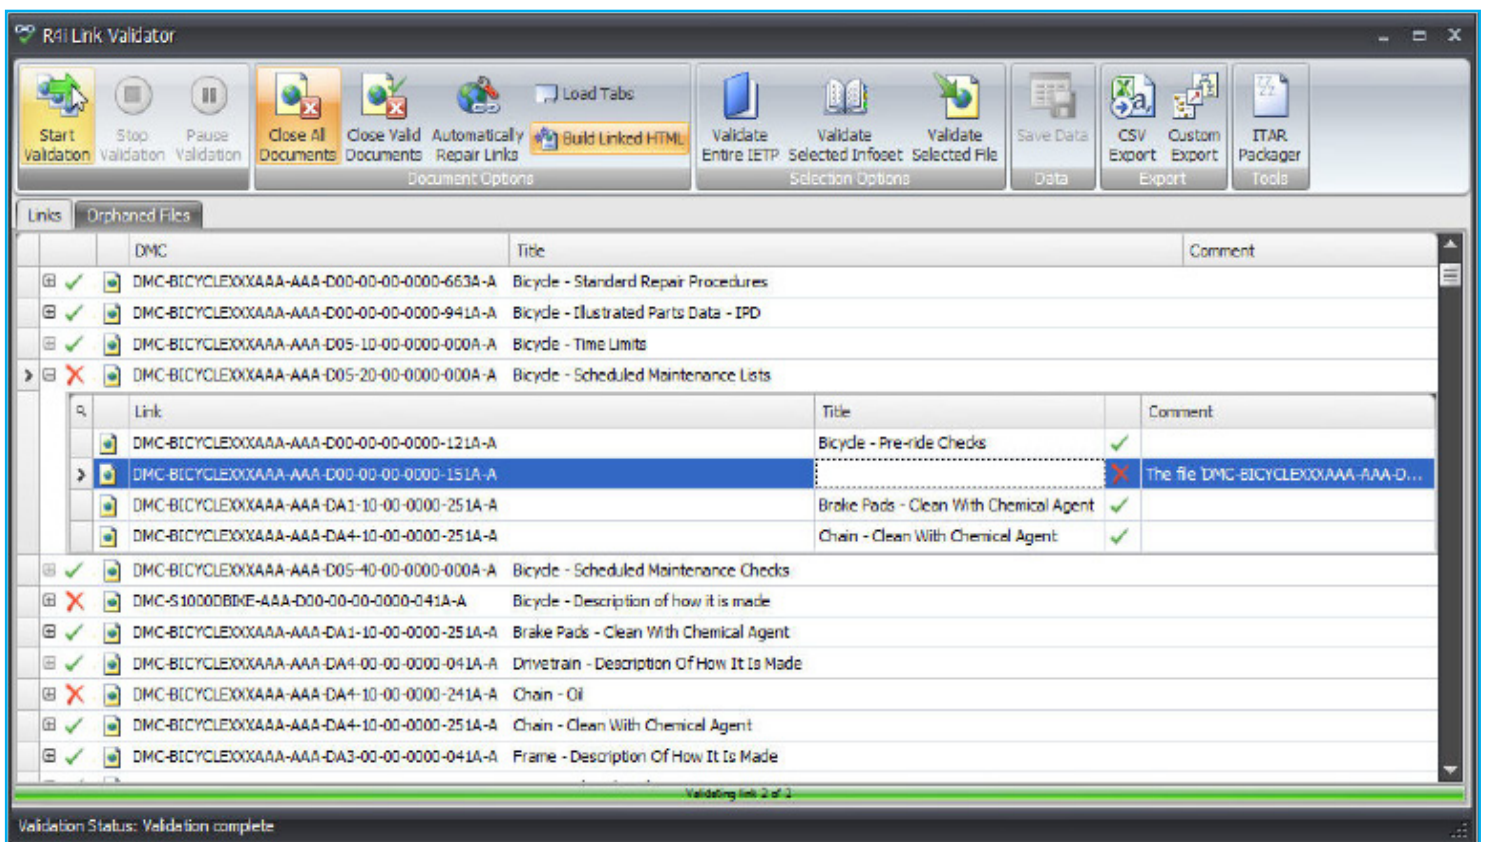 R4i Link Validator
Start Validation
Stop Validation
Pause Validation
Close All Documents
Close Valid Documents
Automatically Repair Links
Load Tabs
Build Linked HTML
Document Options
Validate Entire IETP
Validate Selected Infoset
Validate Selected File
Selection Options
Save Data
Data
CSV Export
Custom Export
Export
ITAR Packager
Tools
Links Orphaned Files
DMC Title Comment
DMC-BICYCLEXXXAAA-AAA-D00-00-00-0000-663A-A Bicycle - Standard Repair Procedures
DMC-BICYCLEXXXAAA-AAA-D00-00-00-0000-941A-A Bicycle - Illustrated Parts Data - IPD
DMC-BICYCLEXXXAAA-AAA-D05-10-00-0000-000A-A Bicycle - Time Limits
DMC-BICYCLEXXXAAA-AAA-D05-20-00-0000-000A-A Bicycle - Scheduled Maintenance Lists
Link Title Comment
DMC-BICYCLEXXXAAA-AAA-D00-00-00-0000-121A-A Bicycle - Pre-ride Checks
DMC-BICYCLEXXXAAA-AAA-D00-00-00-0000-151A-A The file 'DMC-BICYCLEXXXAAA-AAA-D...
DMC-BICYCLEXXXAAA-AAA-DA1-10-00-0000-251A-A Brake Pads - Clean With Chemical Agent
DMC-BICYCLEXXXAAA-AAA-DA4-10-00-0000-251A-A Chain - Clean With Chemical Agent
DMC-BICYCLEXXXAAA-AAA-D05-40-00-0000-000A-A Bicycle - Scheduled Maintenance Checks
DMC-S1000DBIKE-AAA-D00-00-00-0000-041A-A Bicycle - Description of how it is made
DMC-BICYCLEXXXAAA-AAA-DA1-10-00-0000-251A-A Brake Pads - Clean With Chemical Agent
DMC-BICYCLEXXXAAA-AAA-DA4-00-00-0000-041A-A Drivetrain - Description Of How It Is Made
DMC-BICYCLEXXXAAA-AAA-DA4-10-00-0000-241A-A Chain - Oil
DMC-BICYCLEXXXAAA-AAA-DA4-10-00-0000-251A-A Chain - Clean With Chemical Agent
DMC-BICYCLEXXXAAA-AAA-DA3-00-00-0000-041A-A Frame - Description Of How It Is Made
Validating link 2 of 2
Validation Status: Validation complete